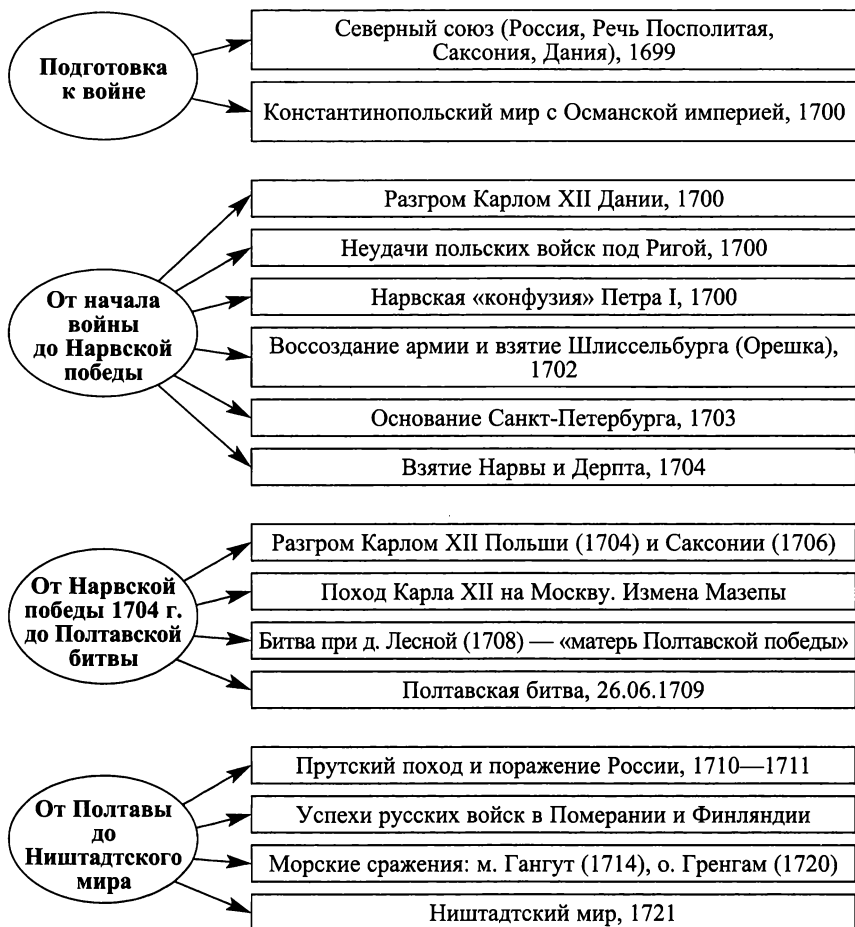 Подготовка
к войне
Северный союз (Россия, Речь Посполитая,
Саксония, Дания), 1699
Константинопольский мир с Османской империей, 1700
От начала
войны
до Нарвской
победы
Разгром Карлом XII Дании, 1700
Неудачи польских войск под Ригой, 1700
Нарвская «конфузия» Петра I, 1700
Воссоздание армии и взятие Шлиссельбурга (Орешка),
1702
Основание Санкт-Петербурга, 1703
Взятие Нарвы и Дерпта, 1704
От Нарвской
победы 1704 г.
до Полтавской
битвы
Разгром Карлом XII Польши (1704) и Саксонии (1706)
Поход Карла XII на Москву. Измена Мазепы
Битва при д. Лесной (1708) — «матерь Полтавской победы»
Полтавская битва, 26.06.1709
От Полтавы
до
Ништадтского
мира
Прутский поход и поражение России, 1710—1711
Успехи русских войск в Померании и Финляндии
Морские сражения: м. Гангут (1714), о. Гренгам (1720)
Ништадтский мир, 1721